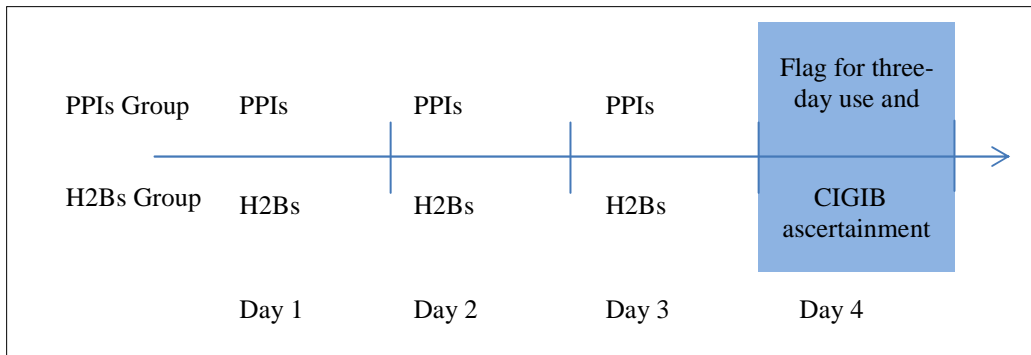 Flag for three-
day use and
PPIs Group PPIs PPIs PPIs
H2Bs Group H2Bs H2Bs H2Bs
CIGIB
ascertainment
Day 1 Day 2 Day 3 Day 4